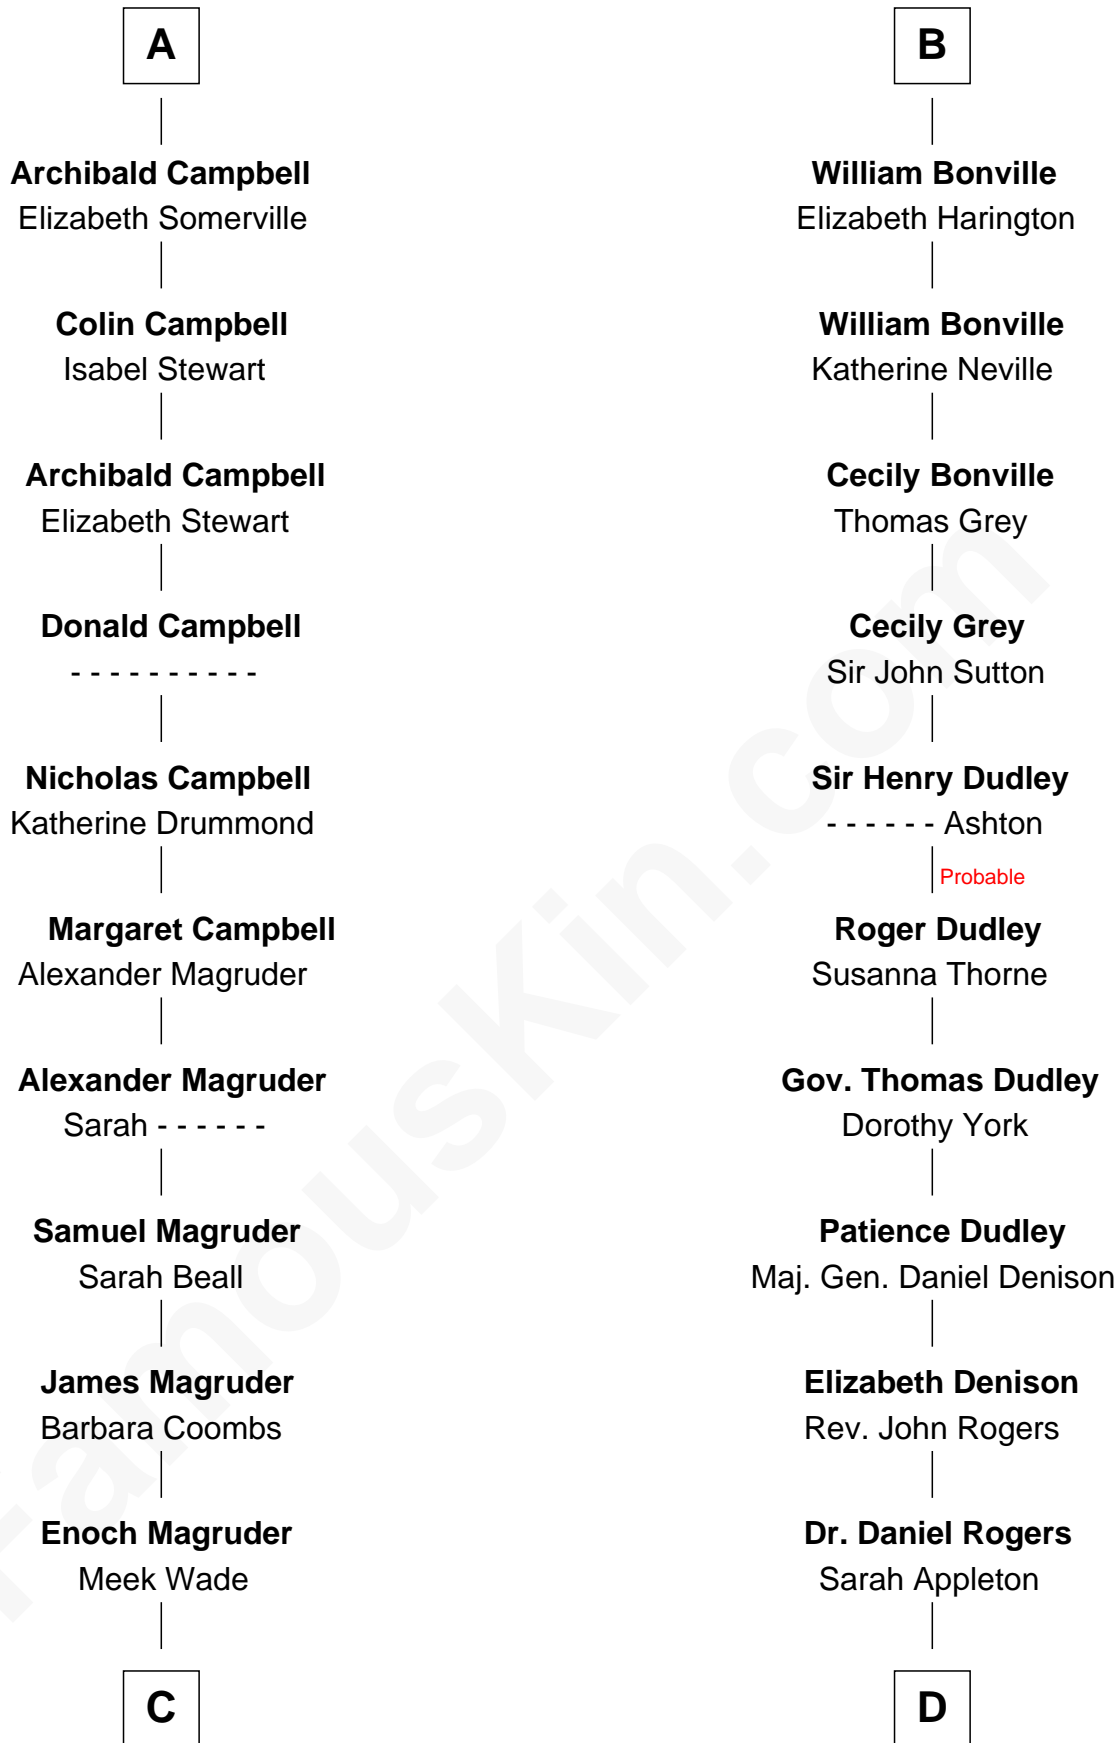 A
Archibald Campbell
Elizabeth Somerville
Colin Campbell
Isabel Stewart
Archibald Campbell
Elizabeth Stewart
Donald Campbell
- - - - - - - - - -
Nicholas Campbell
Katherine Drummond
Margaret Campbell
Alexander Magruder
Alexander Magruder
Sarah - - - - - -
Samuel Magruder
Sarah Beall
James Magruder
Barbara Coombs
Enoch Magruder
Meek Wade
C
B
William Bonville
Elizabeth Harington
William Bonville
Katherine Neville
Cecily Bonville
Thomas Grey
Cecily Grey
Sir John Sutton
Sir Henry Dudley
- - - - - - Ashton
Probable
Roger Dudley
Susanna Thorne
Gov. Thomas Dudley
Dorothy York
Patience Dudley
Maj. Gen. Daniel Denison
Elizabeth Denison
Rev. John Rogers
Dr. Daniel Rogers
Sarah Appleton
D
FamousKin.com